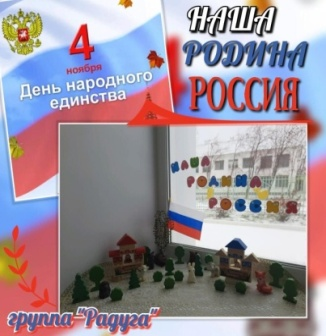 4
ноября
День народного
единства
НАША
РОДИНА
РОССИЯ
НАША
РОДИНА
РОССИЯ
группа "Радуга"